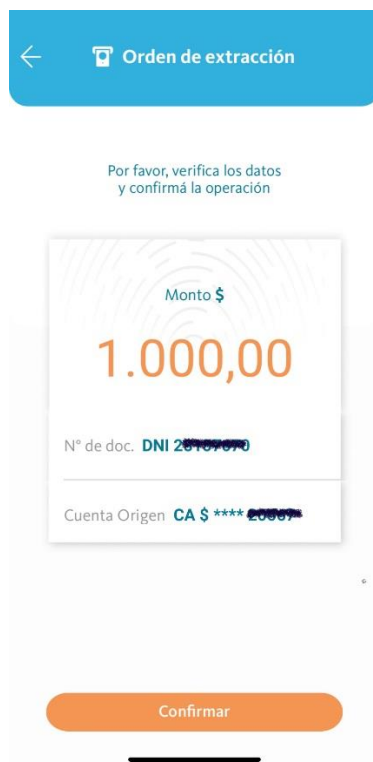 Orden de extracción
Por favor, verifica los datos
y confirmá la operación
Monto $
1.000,00
N° de doc. DNI
Cuenta Origen CA $ ****
Confirmar